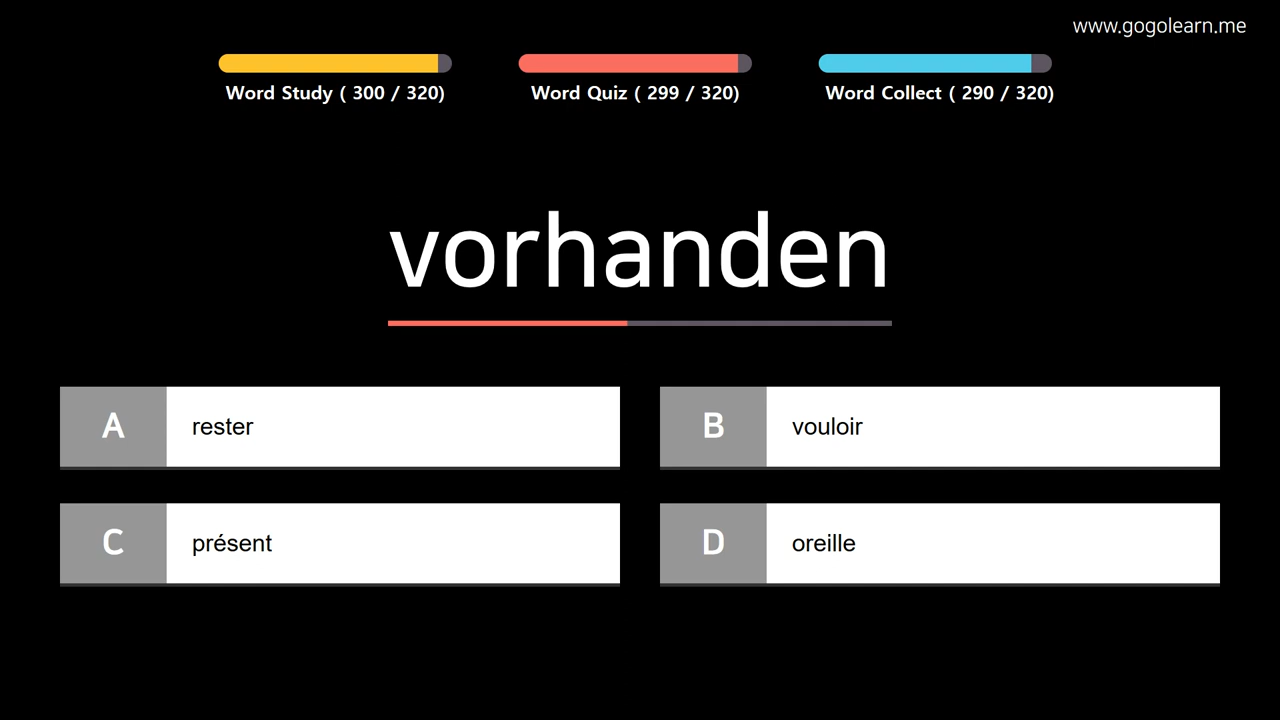 www.gogolearn.me
Word Study ( 300 / 320)
Word Quiz ( 299 / 320)
Word Collect ( 290 / 320)
vorhanden
A rester
B vouloir
C présent
D oreille